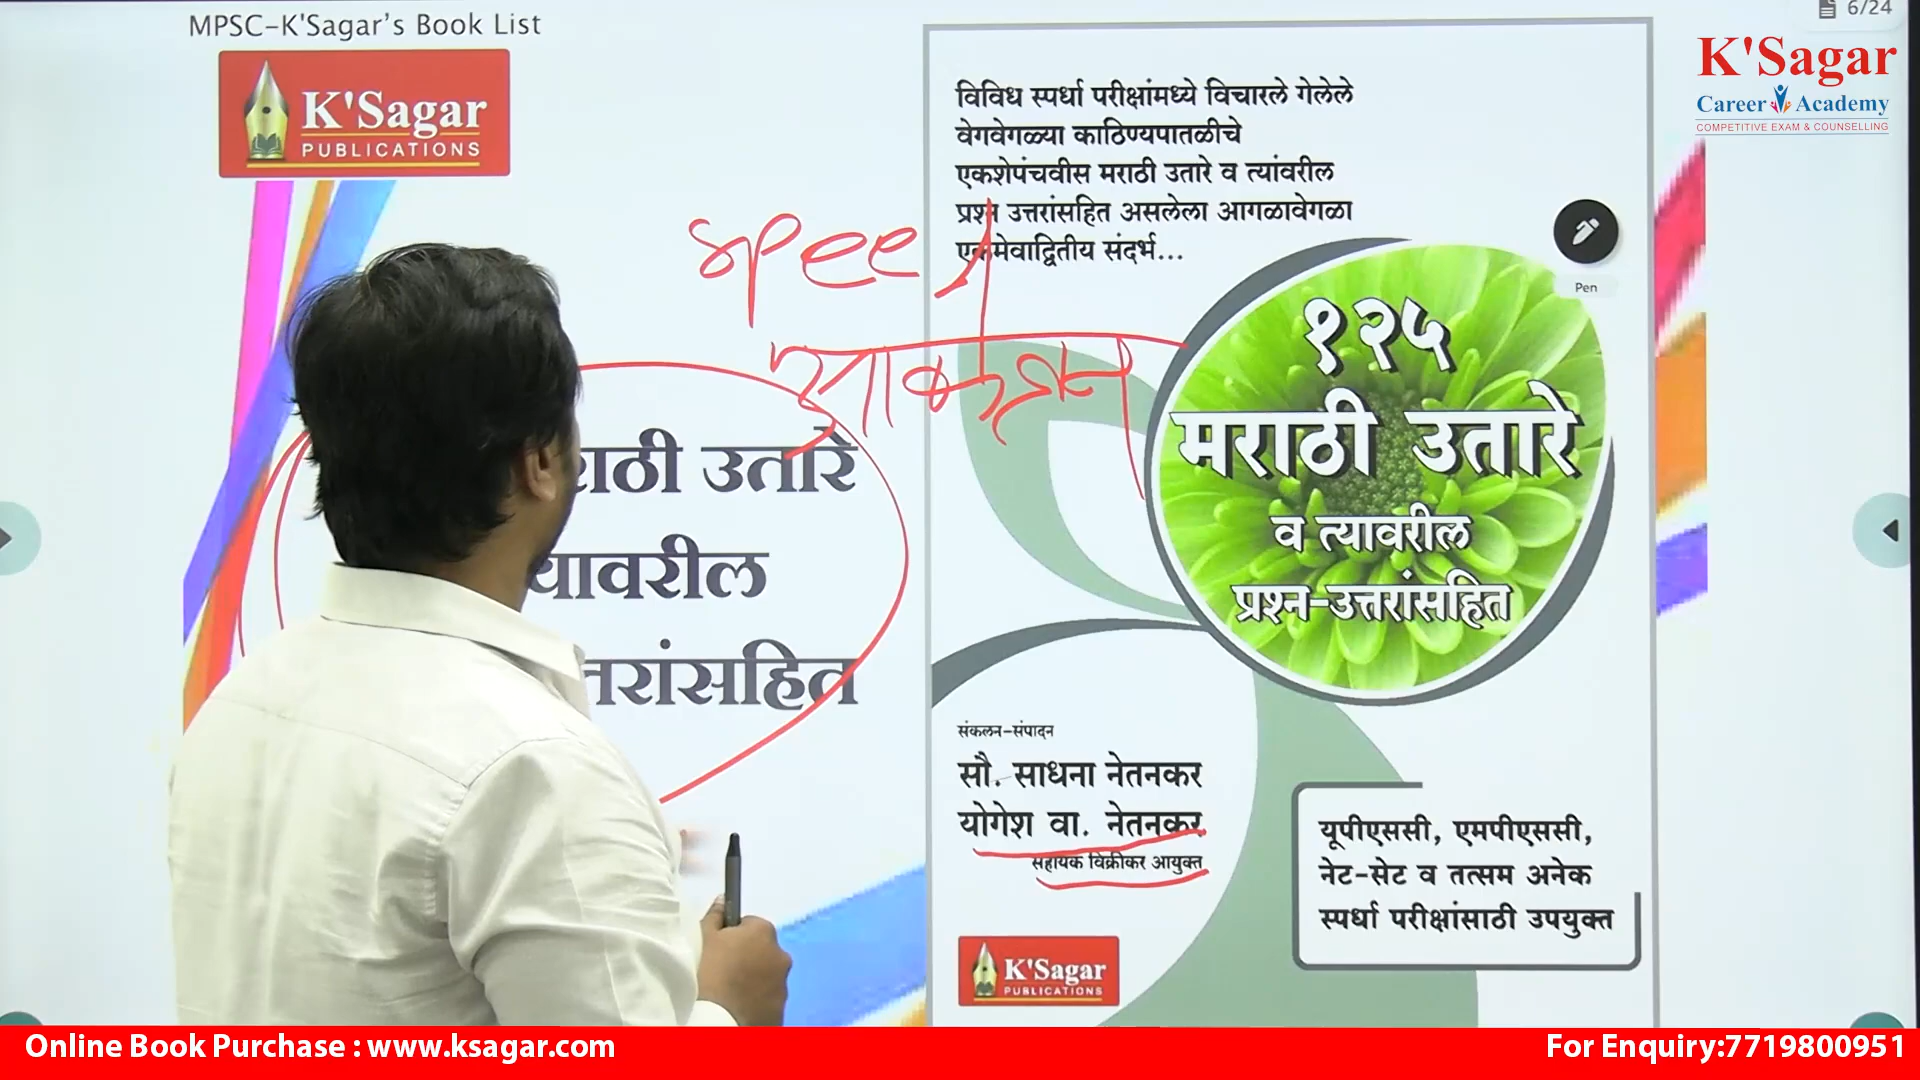 MPSC-K'Sagar's Book List
6/24
K'Sagar
PUBLICATIONS
K'Sagar
Career Academy
COMPETITIVE EXAM & COUNSELLING
विविध स्पर्धा परीक्षांमध्ये विचारले गेलेले
वेगवेगळ्या काठिण्यपातळीचे
एकशेपंचवीस मराठी उतारे व त्यांवरील
प्रश्न उत्तरांसहित असलेला आगळावेगळा
एकमेवाद्वितीय संदर्भ...
Pen
speed
आकलन
राठी उतारे
यावरील
तरांसहित
१२५
मराठी उतारे
व त्यावरील
प्रश्न-उत्तरांसहित
संकलन-संपादन
सौ. साधना नेतनकर
योगेश वा. नेतनकर
सहायक विक्रीकर आयुक्त
यूपीएससी, एमपीएससी,
नेट-सेट व तत्सम अनेक
स्पर्धा परीक्षांसाठी उपयुक्त
K'Sagar
PUBLICATIONS
Online Book Purchase : www.ksagar.com
For Enquiry:7719800951